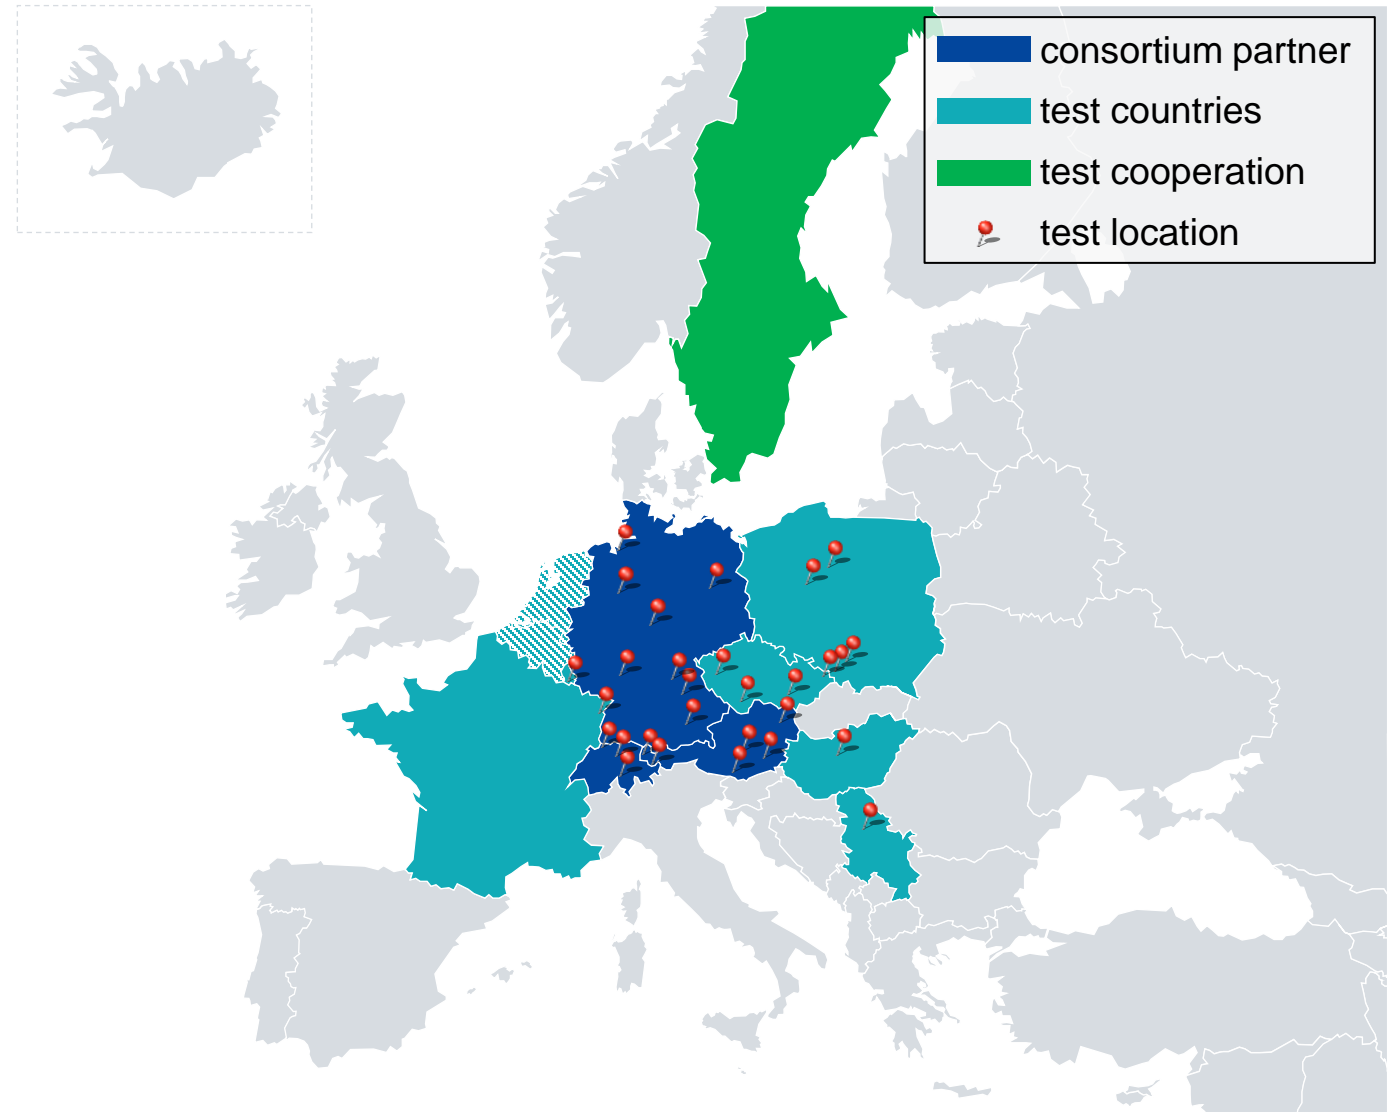 consortium partner
test countries
test cooperation
test location